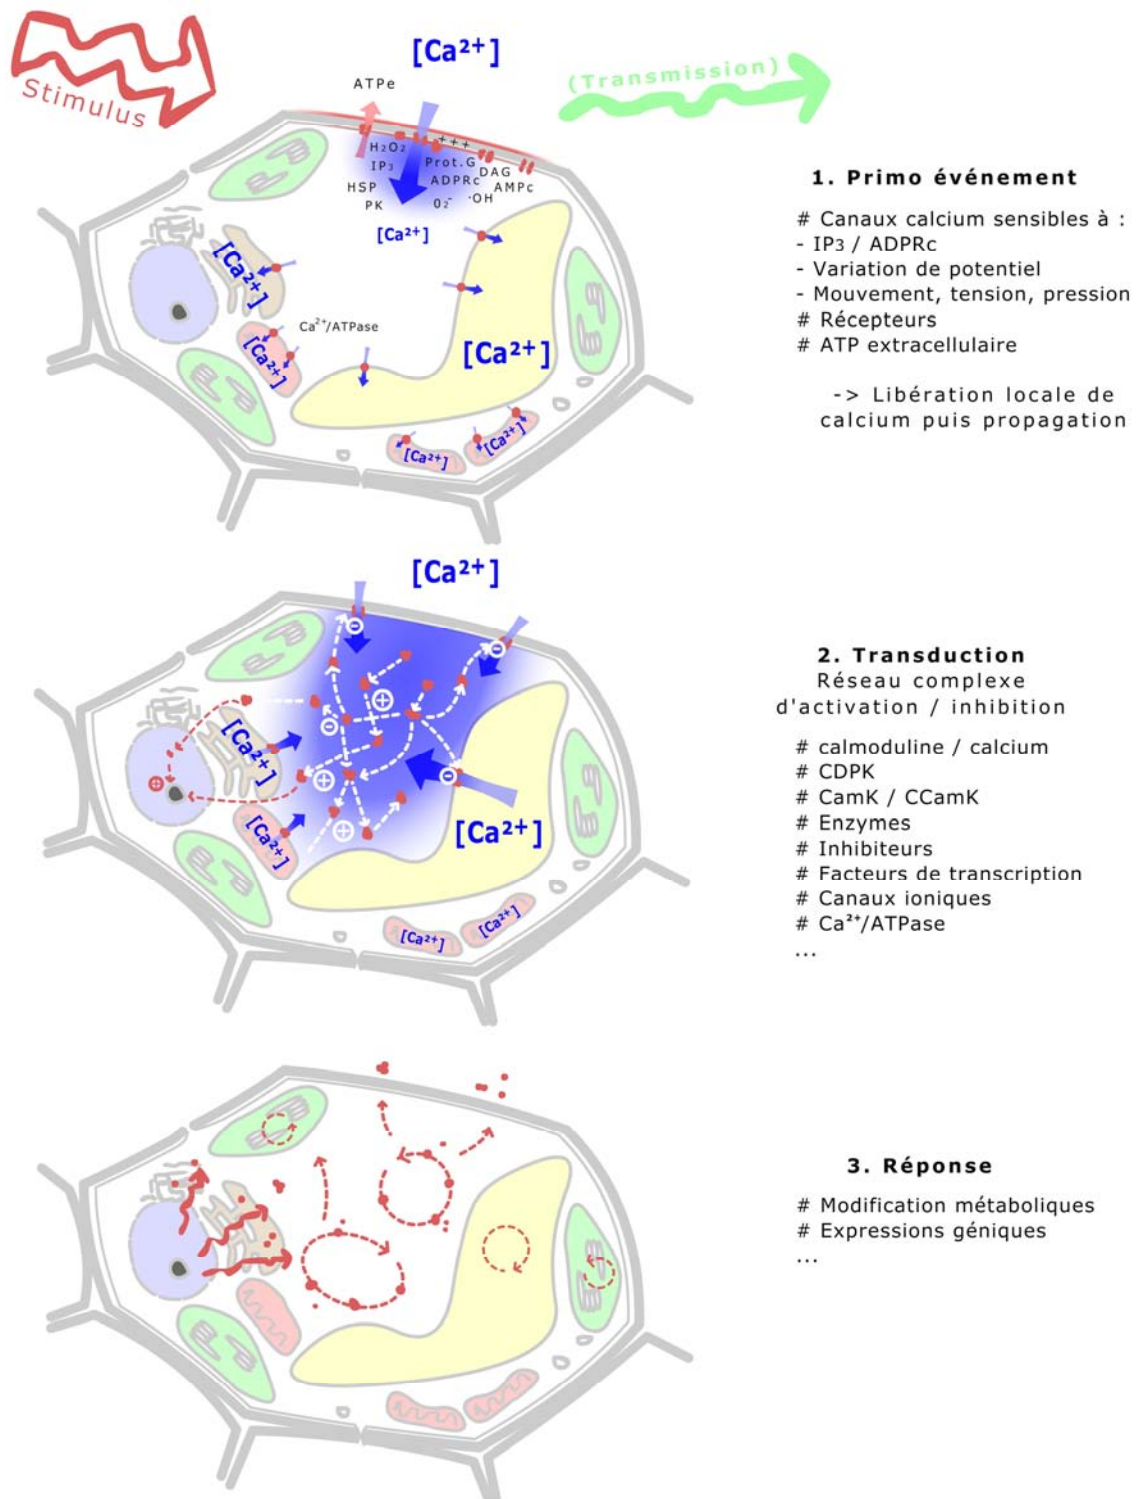 Stimulus
[Ca²⁺]
(Transmission)
ATPe
+++
H₂O₂
IP₃
Prot.G
DAG
HSP
ADPRc
AMPc
PK
O₂⁻
·OH
[Ca²⁺]
[Ca²⁺]
[Ca²⁺]
Ca²⁺/ATPase
[Ca²⁺]
[Ca²⁺]
[Ca²⁺]
1. Primo événement
# Canaux calcium sensibles à :
- IP3 / ADPRc
- Variation de potentiel
- Mouvement, tension, pression
# Récepteurs
# ATP extracellulaire
-> Libération locale de
calcium puis propagation
[Ca²⁺]
[Ca²⁺]
[Ca²⁺]
[Ca²⁺]
[Ca²⁺]
[Ca²⁺]
2. Transduction
Réseau complexe
d'activation / inhibition
# calmoduline / calcium
# CDPK
# CamK / CCamK
# Enzymes
# Inhibiteurs
# Facteurs de transcription
# Canaux ioniques
# Ca²⁺/ATPase
...
3. Réponse
# Modification métaboliques
# Expressions géniques
...